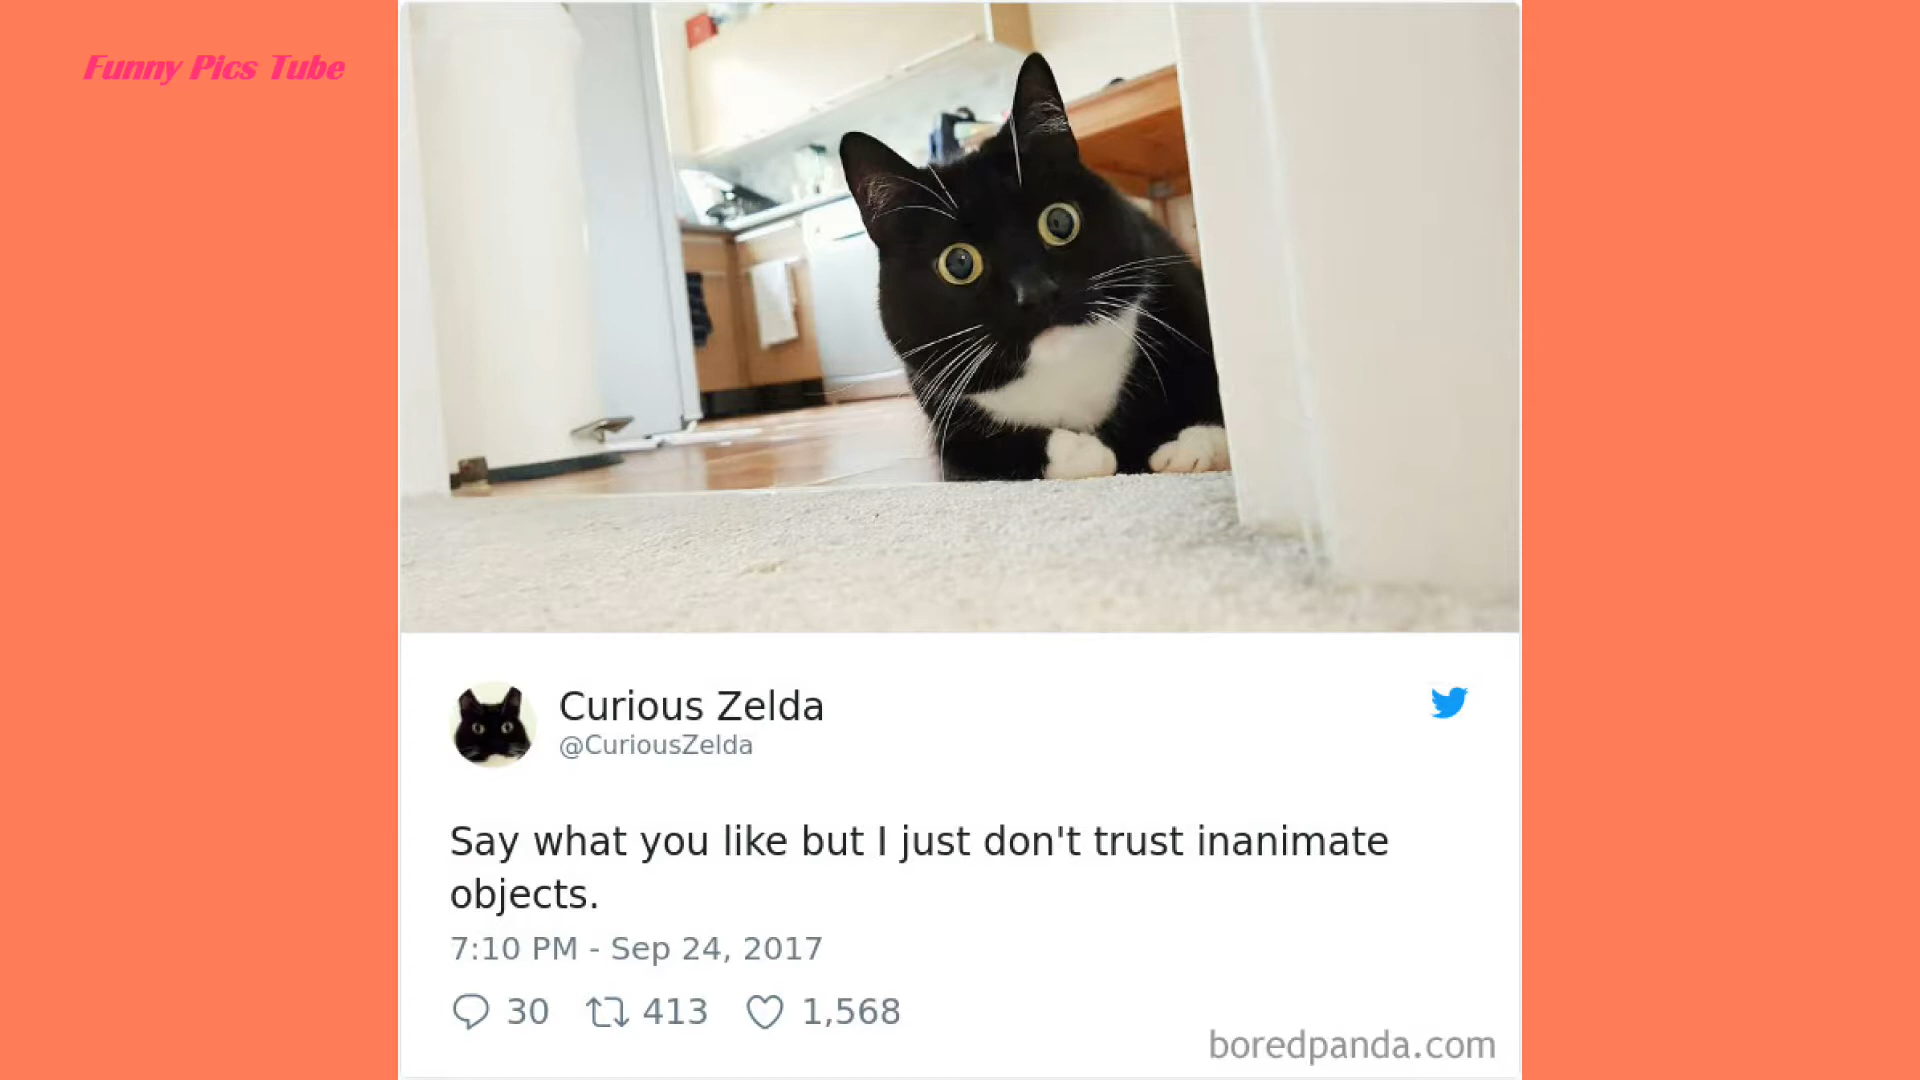 Funny Pics Tube
Curious Zelda
@CuriousZelda
Say what you like but I just don't trust inanimate
objects.
7:10 PM - Sep 24, 2017
30 413 1,568
boredpanda.com